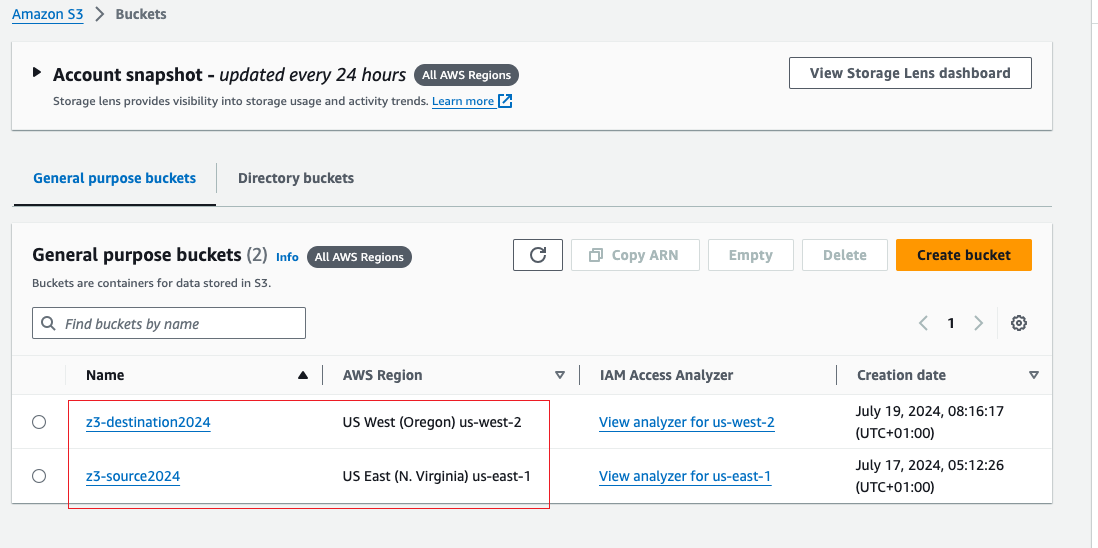 Amazon S3 > Buckets
Account snapshot - updated every 24 hours All AWS Regions View Storage Lens dashboard
Storage lens provides visibility into storage usage and activity trends. Learn more
General purpose buckets Directory buckets
General purpose buckets (2) Info All AWS Regions Copy ARN Empty Delete Create bucket
Buckets are containers for data stored in S3.
Find buckets by name 1
Name AWS Region IAM Access Analyzer Creation date
z3-destination2024 US West (Oregon) us-west-2 View analyzer for us-west-2 July 19, 2024, 08:16:17
(UTC+01:00)
z3-source2024 US East (N. Virginia) us-east-1 View analyzer for us-east-1 July 17, 2024, 05:12:26
(UTC+01:00)